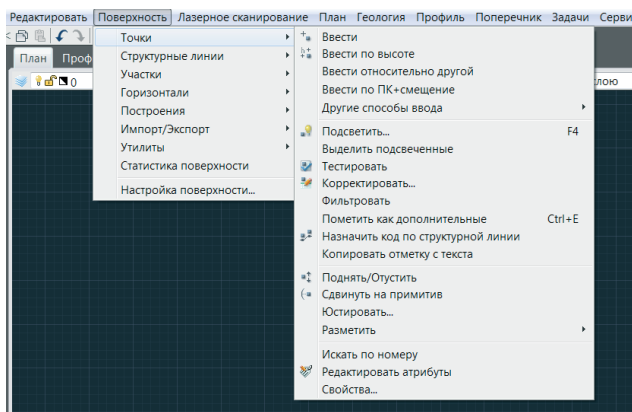 Редактировать Поверхность Лазерное сканирование План Геология Профиль Поперечник Задачи
План
0
Точки
Структурные линии
Участки
Горизонтали
Построения
Импорт/Экспорт
Утилиты
Статистика поверхности
Настройка поверхности...
Ввести
Ввести по высоте
Ввести относительно другой
Ввести по ПК+смещение
Другие способы ввода
Подсветить... F4
Выделить подсвеченные
Тестировать
Корректировать...
Фильтровать
Пометить как дополнительные Ctrl+E
Назначить код по структурной линии
Копировать отметку с текста
Поднять/Опустить
Сдвинуть на примитив
Юстировать...
Разметить
Искать по номеру
Редактировать атрибуты
Свойства...